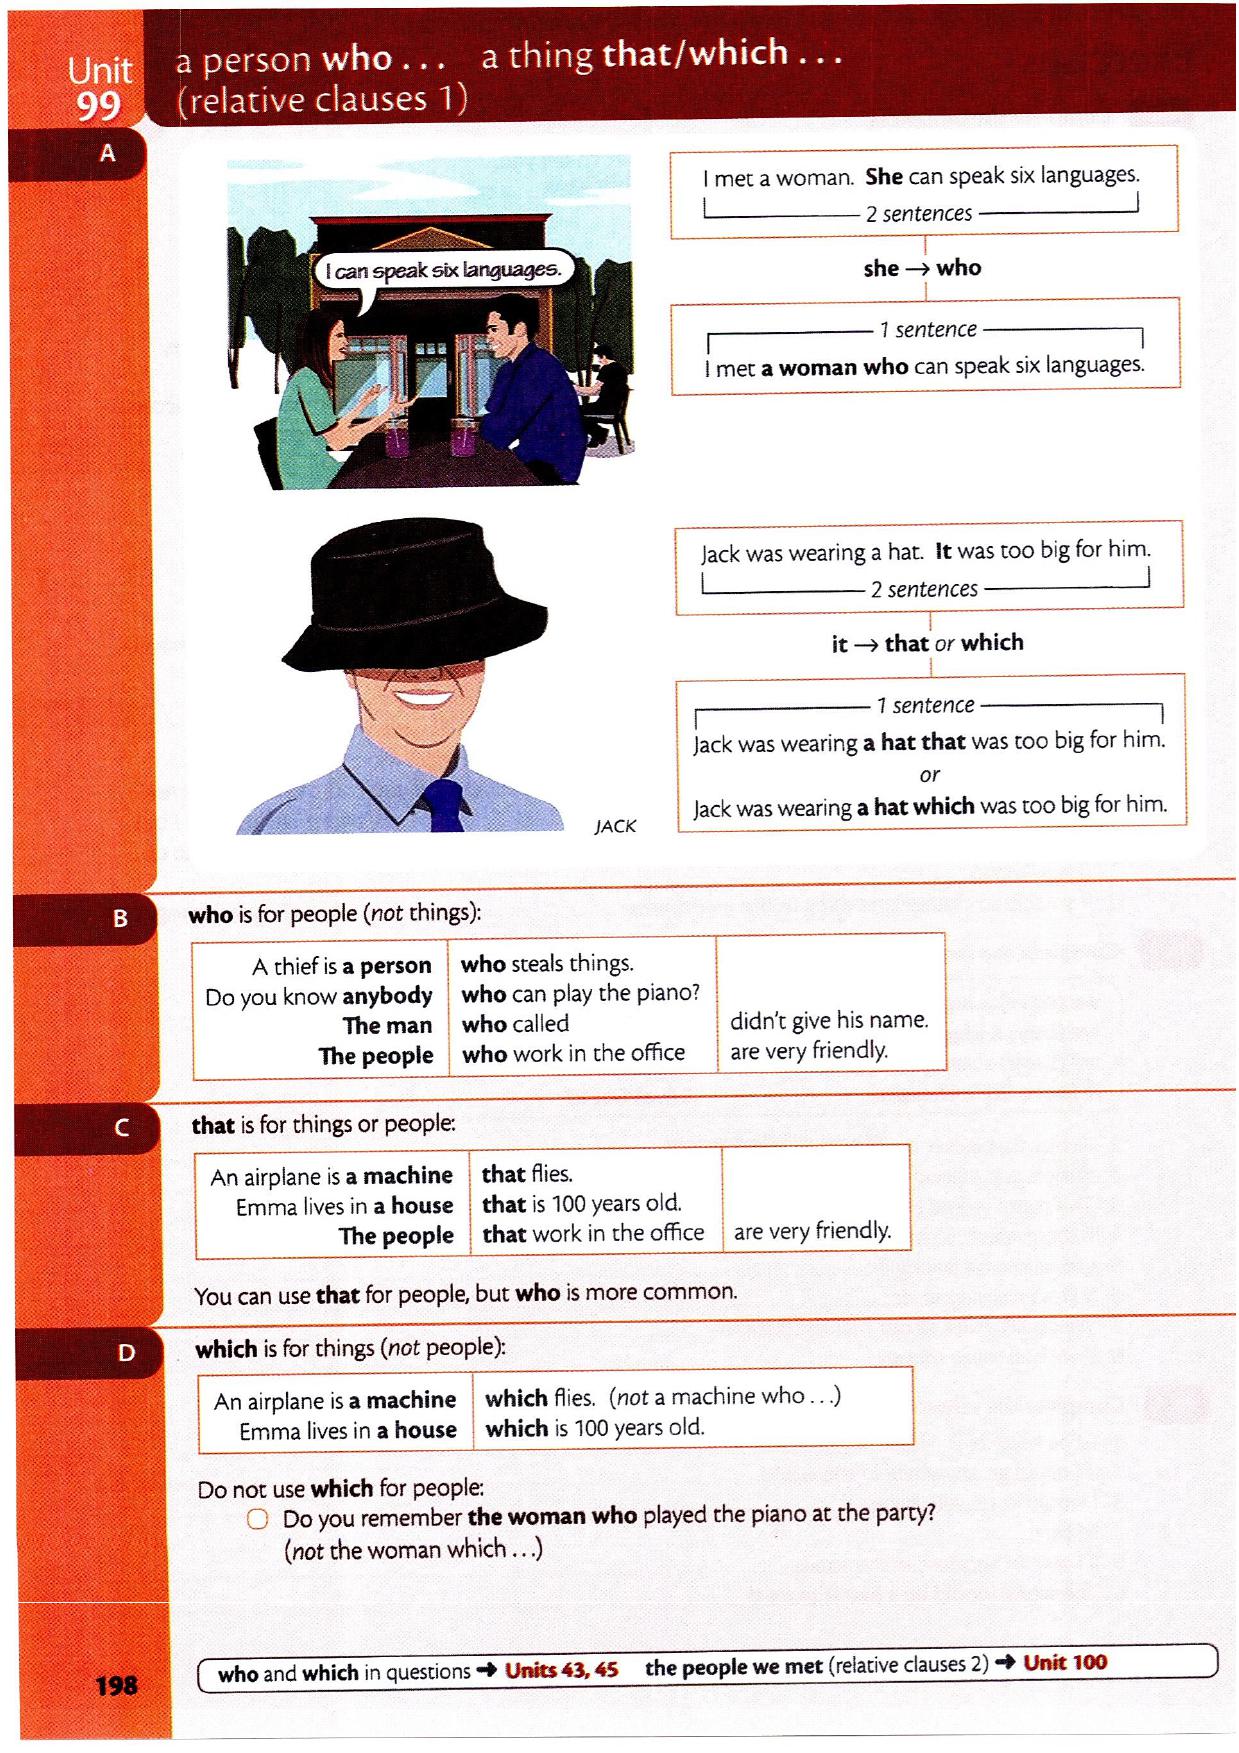 Unit
99
a person who ... a thing that/which ...
(relative clauses 1)
A
I can speak six languages.
I met a woman. She can speak six languages.
2 sentences
she → who
1 sentence
I met a woman who can speak six languages.
Jack was wearing a hat. It was too big for him.
2 sentences
it → that or which
1 sentence
Jack was wearing a hat that was too big for him.
or
Jack was wearing a hat which was too big for him.
JACK
B
who is for people (not things):
A thief is a person who steals things.
Do you know anybody who can play the piano?
The man who called didn't give his name.
The people who work in the office are very friendly.
C
that is for things or people:
An airplane is a machine that flies.
Emma lives in a house that is 100 years old.
The people that work in the office are very friendly.
You can use that for people, but who is more common.
D
which is for things (not people):
An airplane is a machine which flies. (not a machine who ...)
Emma lives in a house which is 100 years old.
Do not use which for people:
Do you remember the woman who played the piano at the party?
(not the woman which ...)
198
who and which in questions → Units 43, 45 the people we met (relative clauses 2) → Unit 100